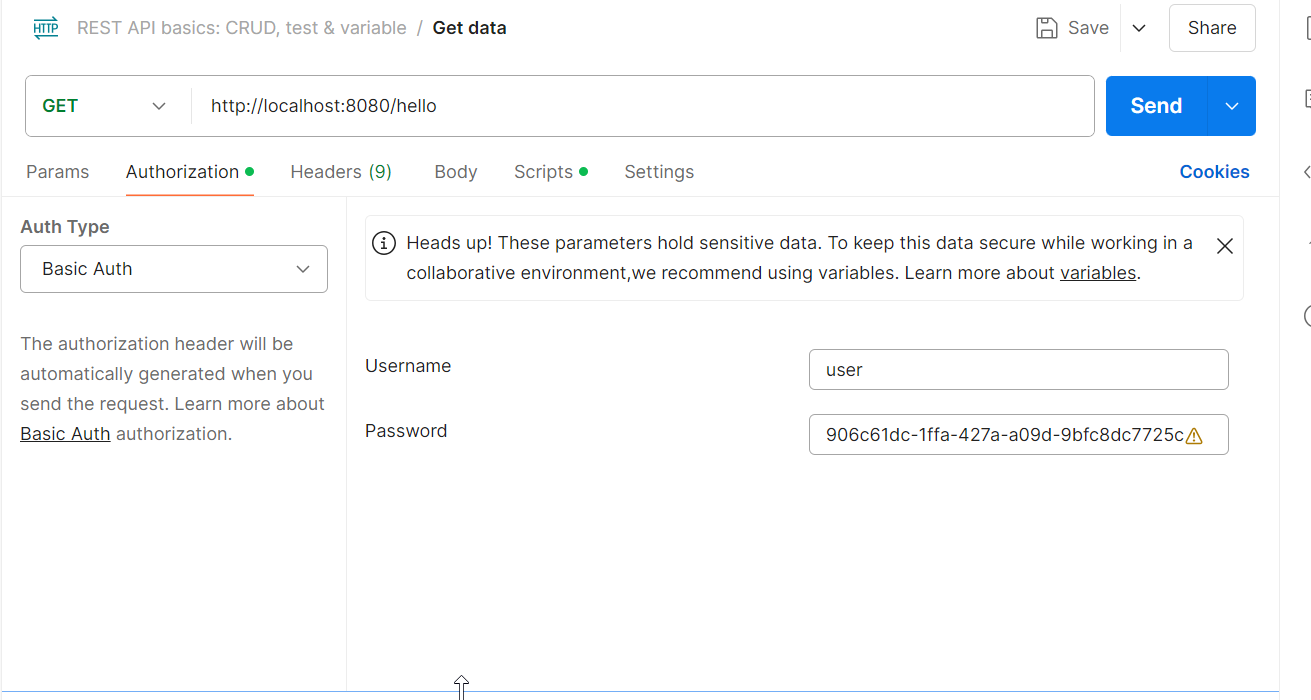 HTTP REST API basics: CRUD, test & variable / Get data Save Share
GET http://localhost:8080/hello Send
Params Authorization Headers (9) Body Scripts Settings Cookies
Auth Type
Basic Auth
Heads up! These parameters hold sensitive data. To keep this data secure while working in a
collaborative environment,we recommend using variables. Learn more about variables.
The authorization header will be
automatically generated when you
send the request. Learn more about
Basic Auth authorization.
Username user
Password 906c61dc-1ffa-427a-a09d-9bfc8dc7725c